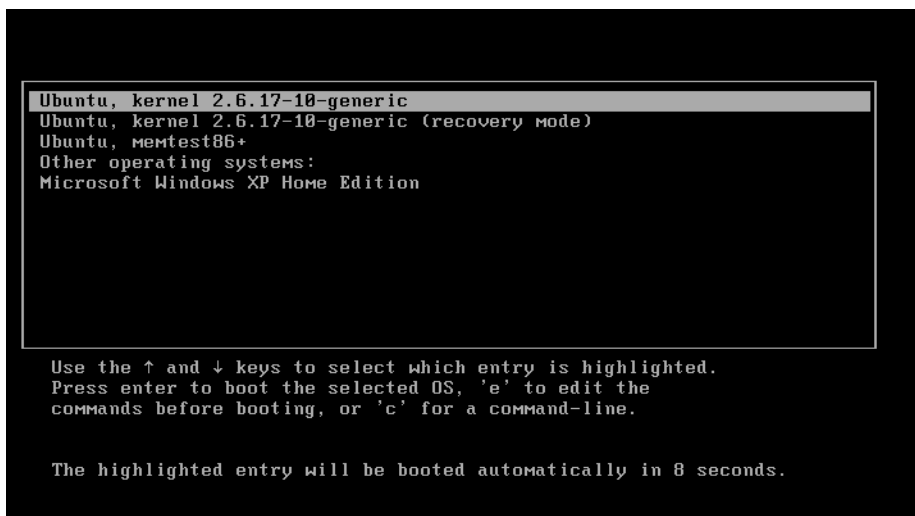 Ubuntu, kernel 2.6.17-10-generic
Ubuntu, kernel 2.6.17-10-generic (recovery mode)
Ubuntu, memtest86+
Other operating systems:
Microsoft Windows XP Home Edition
Use the ↑ and ↓ keys to select which entry is highlighted.
Press enter to boot the selected OS, 'e' to edit the
commands before booting, or 'c' for a command-line.
The highlighted entry will be booted automatically in 8 seconds.